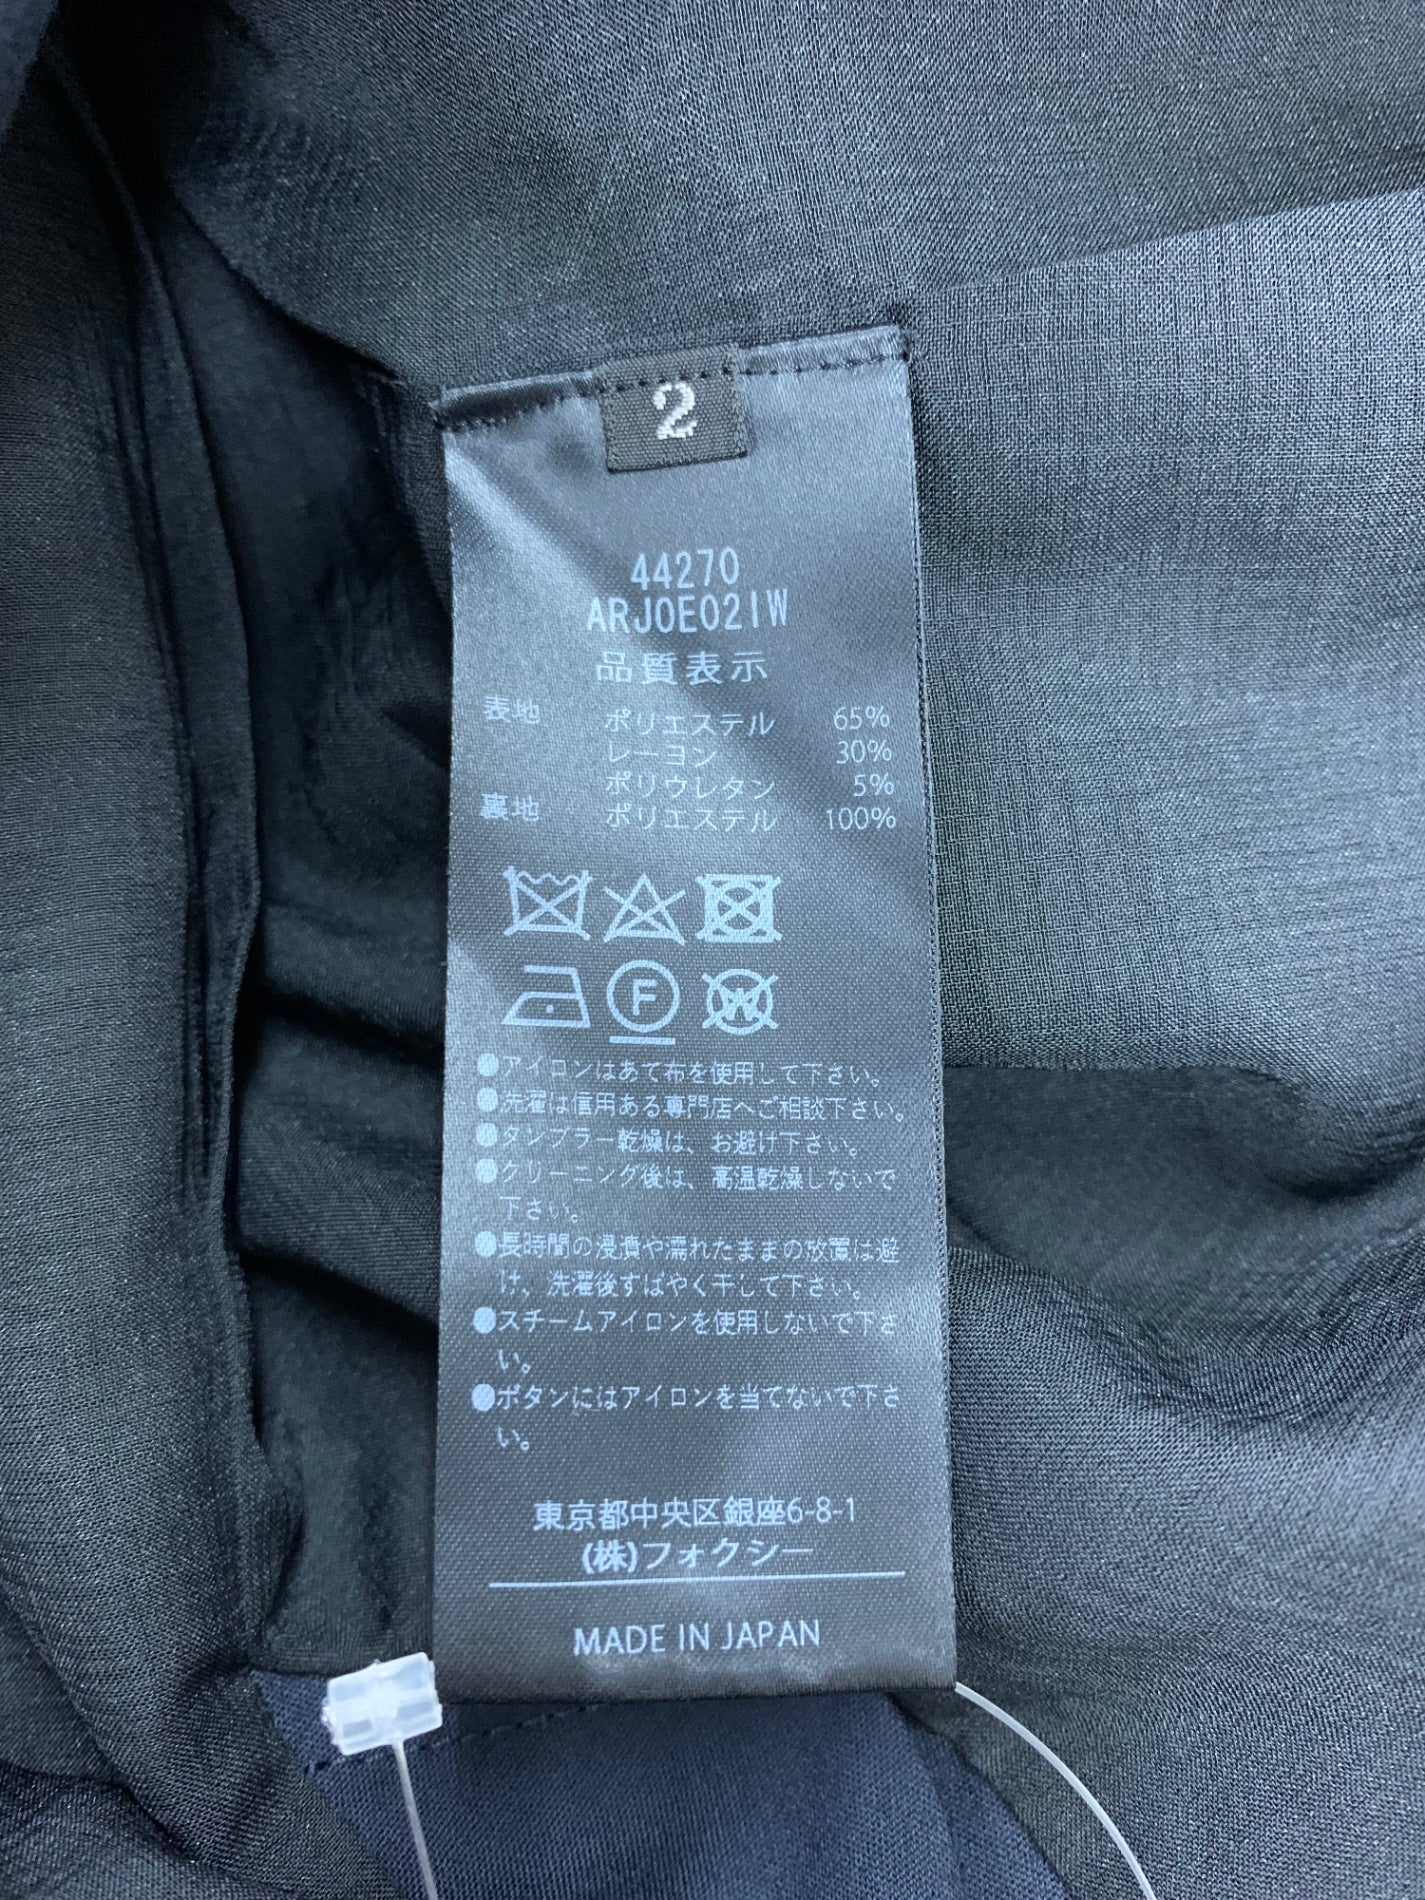 2
44270
ARJ0E02IW
品質表示
表地 ポリエステル 65%
レーヨン 30%
ポリウレタン 5%
裏地 ポリエステル 100%
F
W
●アイロンはあて布を使用して下さい。
●洗濯は信用ある専門店へご相談下さい。
●タンブラー乾燥は、お避け下さい。
●クリーニング後は、高温乾燥しないで
下さい。
●長時間の浸漬や濡れたままの放置は避
け、洗濯後すばやく干して下さい。
●スチームアイロンを使用しないで下さ
い。
●ボタンにはアイロンを当てないで下さ
い。
東京都中央区銀座6-8-1
(株)フォクシー
MADE IN JAPAN